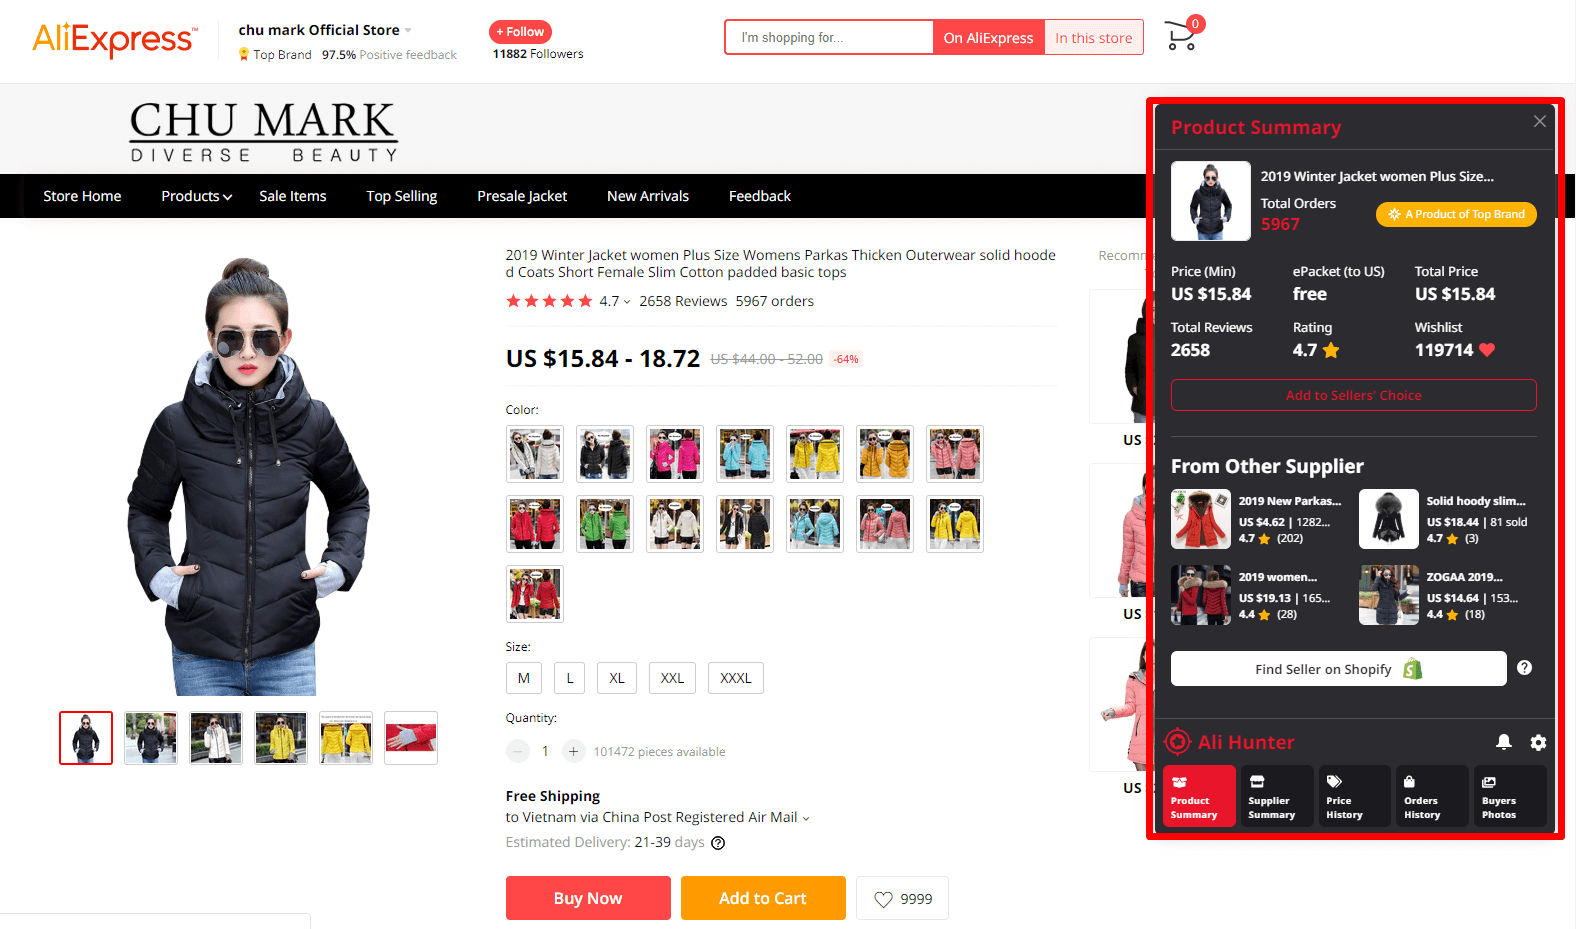 AliExpress™
chu mark Official Store
Top Brand 97.5% Positive feedback
+ Follow
11882 Followers
I'm shopping for...
On AliExpress
In this store
0
CHU MARK
DIVERSE BEAUTY
Store Home Products Sale Items Top Selling Presale Jacket New Arrivals Feedback
2019 Winter Jacket women Plus Size Womens Parkas Thicken Outerwear solid hoode
d Coats Short Female Slim Cotton padded basic tops
4.7 2658 Reviews 5967 orders
US $15.84 - 18.72 US $44.00 - 52.00 -64%
Color:
Size:
M L XL XXL XXXL
Quantity:
− 1 + 101472 pieces available
Free Shipping
to Vietnam via China Post Registered Air Mail
Estimated Delivery: 21-39 days ?
Buy Now Add to Cart 9999
US
US
US
Product Summary
2019 Winter Jacket women Plus Size...
Total Orders
5967
A Product of Top Brand
Price (Min) ePacket (to US) Total Price
US $15.84 free US $15.84
Total Reviews Rating Wishlist
2658 4.7 119714
Add to Sellers' Choice
From Other Supplier
2019 New Parkas...
US $4.62 | 1282...
4.7 (202)
Solid hoody slim...
US $18.44 | 81 sold
4.7 (3)
2019 women...
US $19.13 | 165...
4.4 (28)
ZOGAA 2019...
US $14.64 | 153...
4.4 (18)
Find Seller on Shopify
?
Ali Hunter
Product
Summary
Supplier
Summary
Price
History
Orders
History
Buyers
Photos